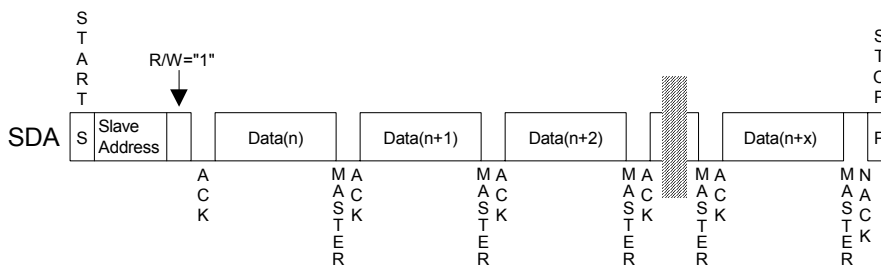 START
R/W="1"
SDA
S
Slave
Address
Data(n)
Data(n+1)
Data(n+2)
Data(n+x)
ACK
MASTER
ACK
MASTER
ACK
MASTER
ACK
MASTER
ACK
MASTER
NACK